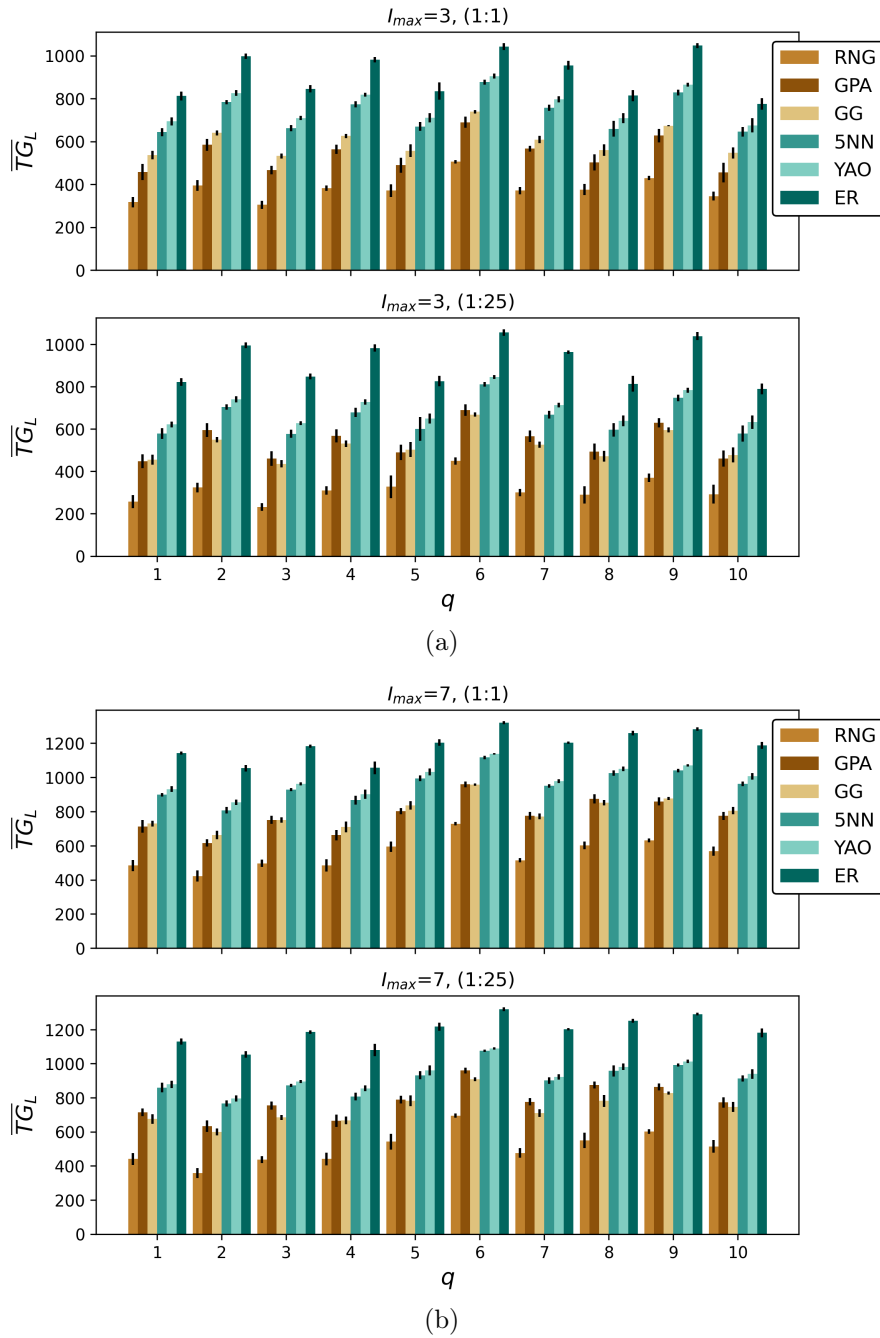 I_max=3, (1:1)
1000
800
600
400
200
0
TG_L
RNG
GPA
GG
5NN
YAO
ER
I_max=3, (1:25)
1000
800
600
400
200
0
TG_L
1 2 3 4 5 6 7 8 9 10
q
(a)
I_max=7, (1:1)
1200
1000
800
600
400
200
0
TG_L
RNG
GPA
GG
5NN
YAO
ER
I_max=7, (1:25)
1200
1000
800
600
400
200
0
TG_L
1 2 3 4 5 6 7 8 9 10
q
(b)